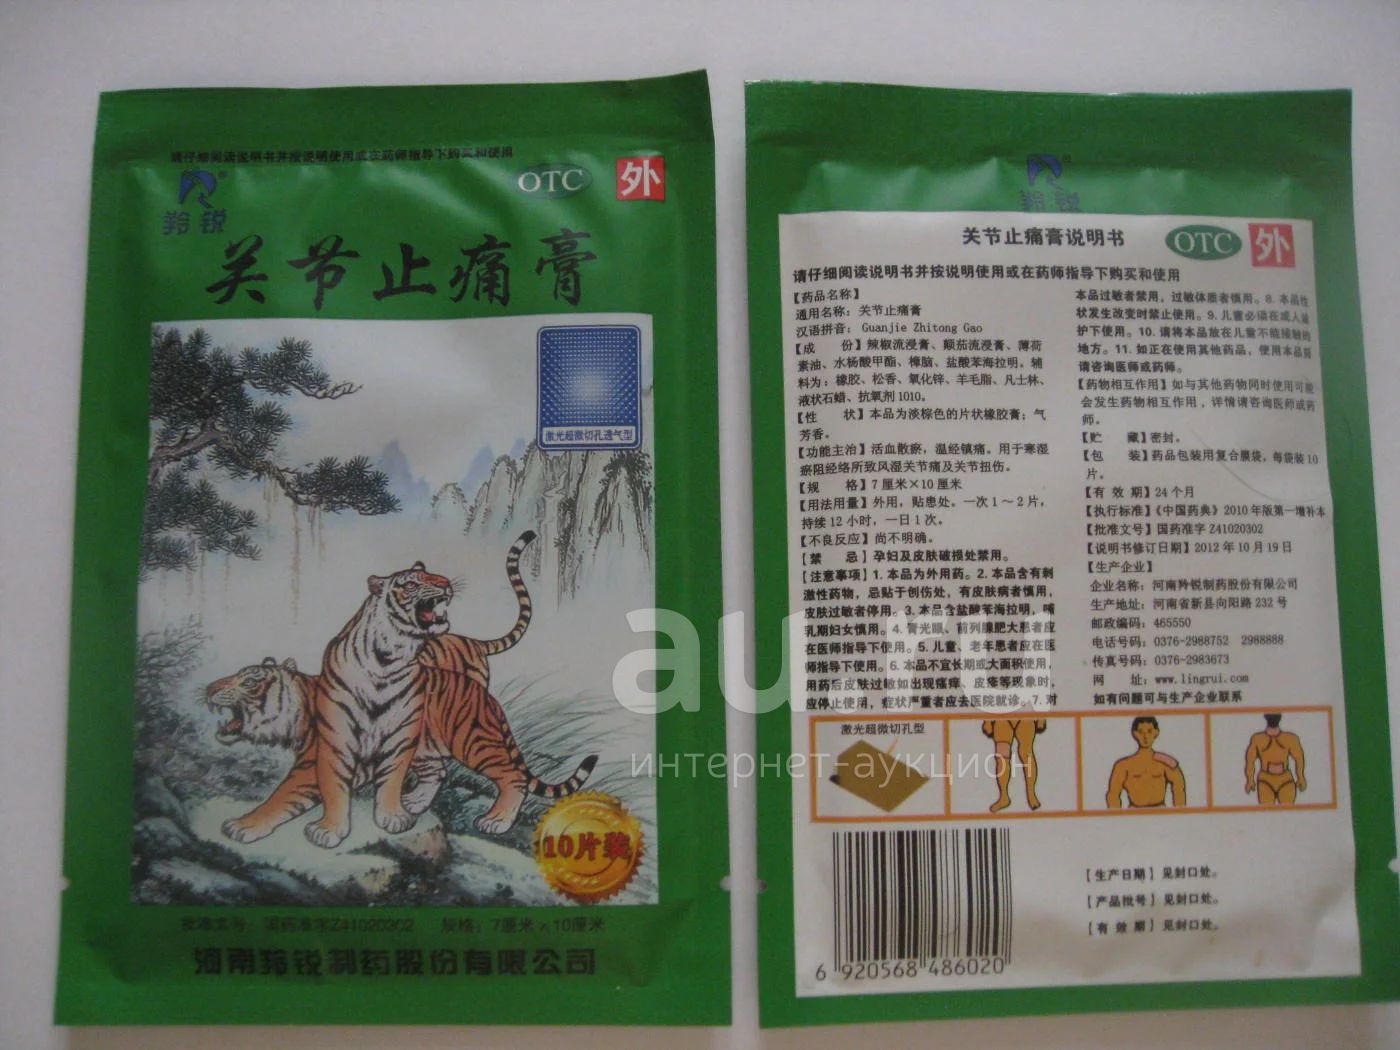 请仔细阅读说明书并按说明使用或在药师指导下购买和使用
羚锐
OTC
外
关节止痛膏
激光超微切孔透气型
10片装
批准文号：国药准字Z41020302 规格：7厘米×10厘米
河南羚锐制药股份有限公司
羚锐
关节止痛膏说明书
OTC
外
请仔细阅读说明书并按说明使用或在药师指导下购买和使用
【药品名称】
通用名称：关节止痛膏
汉语拼音：Guanjie Zhitong Gao
【成 份】辣椒流浸膏、颠茄流浸膏、薄荷
素油、水杨酸甲酯、樟脑、盐酸苯海拉明。辅
料为：橡胶、松香、氧化锌、羊毛脂、凡士林、
液状石蜡、抗氧剂1010。
【性 状】本品为淡棕色的片状橡胶膏；气
芳香。
【功能主治】活血散瘀，温经镇痛。用于寒湿
瘀阻经络所致风湿关节痛及关节扭伤。
【规 格】7厘米×10厘米
【用法用量】外用，贴患处。一次1～2片，
持续12小时，一日1次。
【不良反应】尚不明确。
【禁 忌】孕妇及皮肤破损处禁用。
【注意事项】1.本品为外用药。2.本品含有刺
激性药物，忌贴于创伤处，有皮肤病者慎用，
皮肤过敏者停用。3.本品含盐酸苯海拉明，哺
乳期妇女慎用。4.青光眼、前列腺肥大患者应
在医师指导下使用。5.儿童、老年患者应在医
师指导下使用。6.本品不宜长期或大面积使用，
用药后皮肤过敏如出现瘙痒、皮疹等现象时，
应停止使用，症状严重者应去医院就诊。7.对
本品过敏者禁用，过敏体质者慎用。8.本品性
状发生改变时禁止使用。9.儿童必须在成人监
护下使用。10.请将本品放在儿童不能接触的
地方。11.如正在使用其他药品，使用本品前
请咨询医师或药师。
【药物相互作用】如与其他药物同时使用可能
会发生药物相互作用，详情请咨询医师或药
师。
【贮 藏】密封。
【包 装】药品包装用复合膜袋，每袋装10
片。
【有 效 期】24个月
【执行标准】《中国药典》2010年版第一增补本
【批准文号】国药准字Z41020302
【说明书修订日期】2012年10月19日
【生产企业】
企业名称：河南羚锐制药股份有限公司
生产地址：河南省新县向阳路232号
邮政编码：465550
电话号码：0376-2988752 2988888
传真号码：0376-2983673
网 址：www.lingrui.com
如有问题可与生产企业联系
激光超微切孔型
【生产日期】见封口处。
【产品批号】见封口处。
【有 效 期】见封口处。
6 920568 486020
au.ru
интернет-аукцион